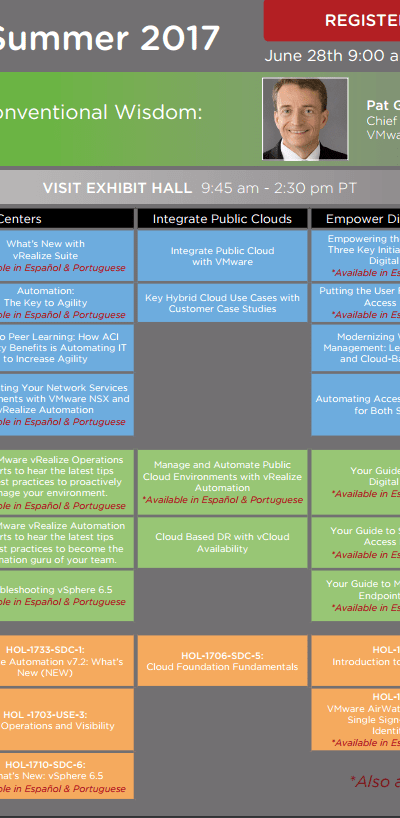 Summer 2017
REGISTE
June 28th 9:00 a
onventional Wisdom:
Pat G
Chief
VMwa
VISIT EXHIBIT HALL 9:45 am - 2:30 pm PT
Centers
Integrate Public Clouds
Empower Di
What's New with
vRealize Suite
ble in Español & Portuguese
Integrate Public Cloud
with VMware
Empowering the
Three Key Initia
Digital
*Available in Es
Automation:
The Key to Agility
ble in Español & Portuguese
Key Hybrid Cloud Use Cases with
Customer Case Studies
Putting the User F
Access
*Available in Es
o Peer Learning: How ACI
y Benefits is Automating IT
to Increase Agility
Modernizing W
Management: Le
and Cloud-Ba
ting Your Network Services
ments with VMware NSX and
vRealize Automation
ble in Español & Portuguese
Automating Acces
for Both S
Mware vRealize Operations
rts to hear the latest tips
est practices to proactively
nage your environment.
ble in Español & Portuguese
Manage and Automate Public
Cloud Environments with vRealize
Automation
*Available in Español & Portuguese
Your Guide
Digital
*Available in Es
Mware vRealize Automation
rts to hear the latest tips
est practices to become the
mation guru of your team.
Cloud Based DR with vCloud
Availability
Your Guide to S
Access
*Available in Es
bleshooting vSphere 6.5
ble in Español & Portuguese
Your Guide to M
Endpoint
*Available in Es
HOL-1733-SDC-1:
e Automation v7.2: What's
New (NEW)
HOL-1706-SDC-5:
Cloud Foundation Fundamentals
HOL-1
Introduction to
HOL -1703-USE-3:
Operations and Visibility
HOL-1
VMware AirWat
Single Sign
Identit
*Available in Es
HOL-1710-SDC-6:
hat's New: vSphere 6.5
ble in Español & Portuguese
*Also a